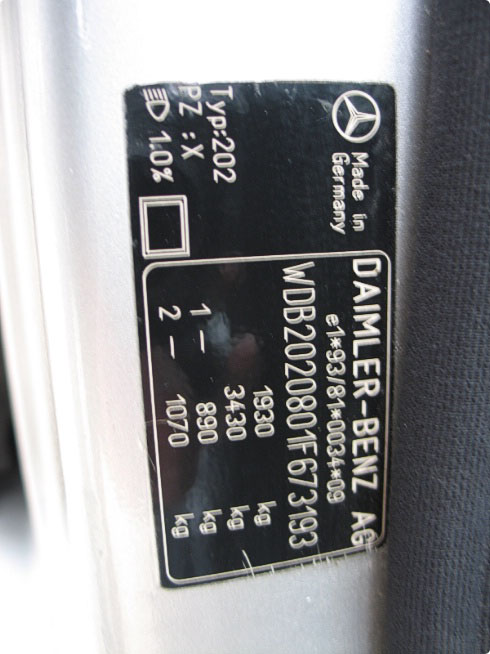 Made in
Germany
Typ:202
PZ :X
1.0%
DAIMLER-BENZ AG
e1*93/81*0034*09
WDB2020801F673193
1930 kg
3430 kg
1 – 890 kg
2 – 1070 kg